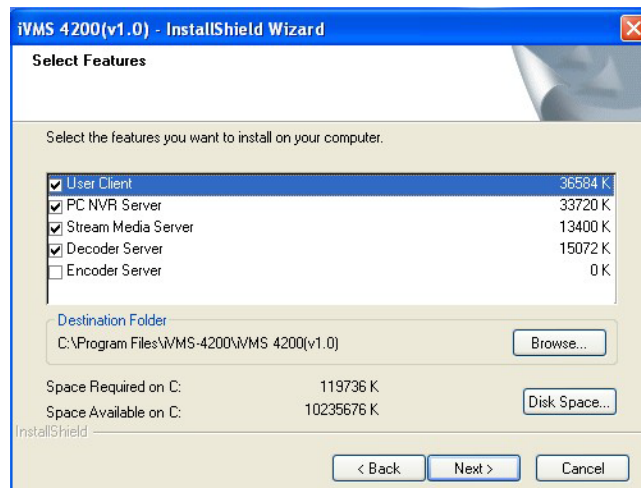 iVMS 4200(v1.0) - InstallShield Wizard
Select Features
Select the features you want to install on your computer.
User Client 36584 K
PC NVR Server 33720 K
Stream Media Server 13400 K
Decoder Server 15072 K
Encoder Server 0 K
Destination Folder
C:\Program Files\iVMS-4200\iVMS 4200(v1.0)
Browse...
Space Required on C: 119736 K
Space Available on C: 10235676 K
Disk Space...
InstallShield
< Back Next > Cancel